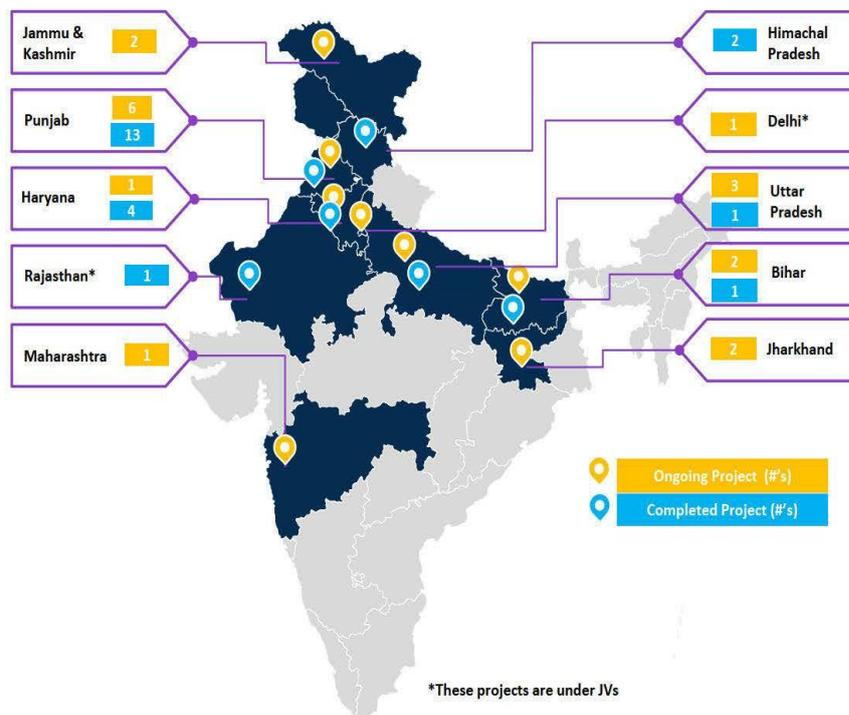 Jammu &
Kashmir
2
Punjab
6
13
Haryana
1
4
Rajasthan*
1
Maharashtra
1
2
Himachal
Pradesh
1
Delhi*
3
1
Uttar
Pradesh
2
1
Bihar
2
Jharkhand
Ongoing Project (#'s)
Completed Project (#'s)
*These projects are under JVs